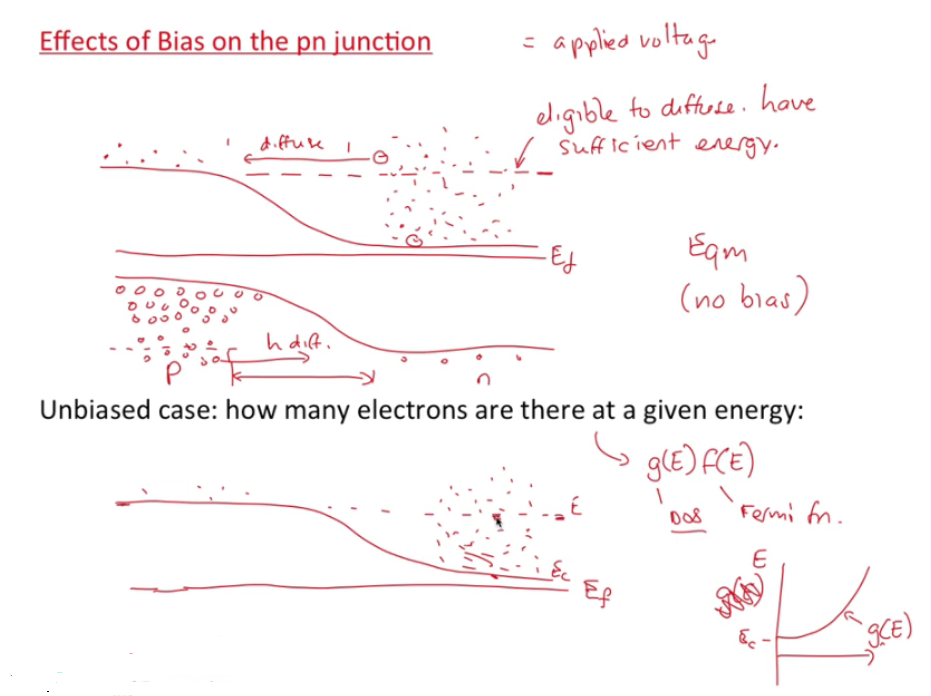 Effects of Bias on the pn junction
= applied voltag
eligible to diffuse. have
sufficient energy.
diffuse
Ef
Eqm
(no bias)
h diff.
p
n
Unbiased case: how many electrons are there at a given energy:
g(E) f(E)
DOS
Fermi fn.
E
Ec
Ef
E
Ec
g(E)